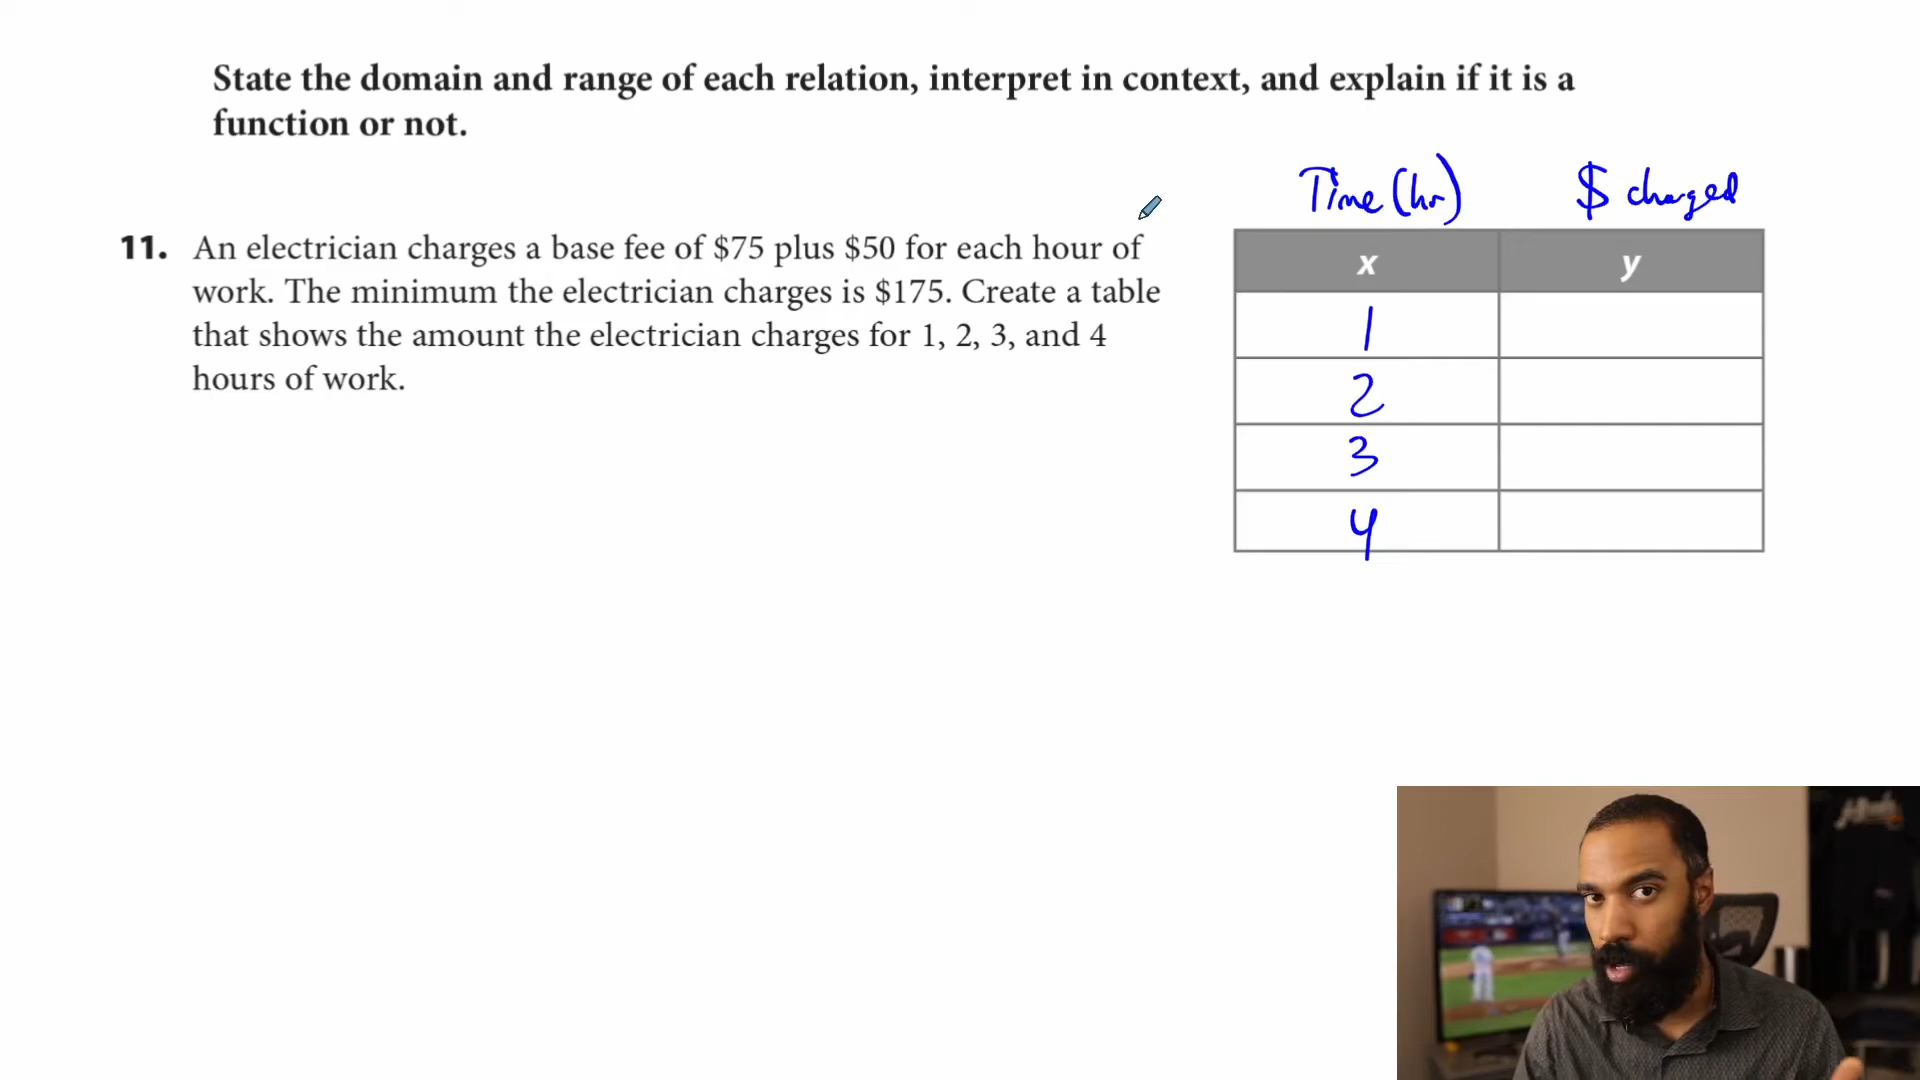 State the domain and range of each relation, interpret in context, and explain if it is a
function or not.
Time (hr) $ charged
11. An electrician charges a base fee of $75 plus $50 for each hour of
work. The minimum the electrician charges is $175. Create a table
that shows the amount the electrician charges for 1, 2, 3, and 4
hours of work.
x y
1
2
3
4